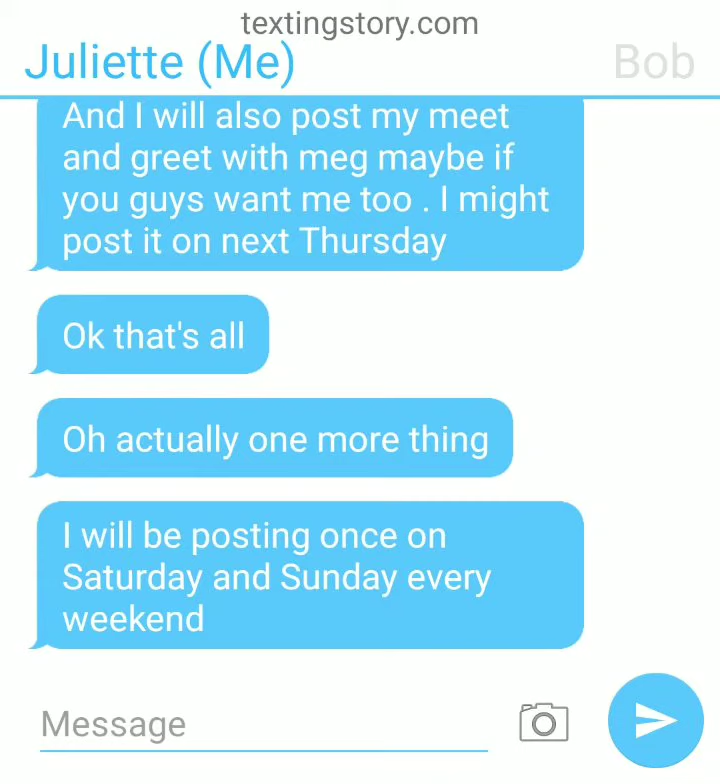 textingstory.com
Juliette (Me) Bob
And I will also post my meet
and greet with meg maybe if
you guys want me too . I might
post it on next Thursday
Ok that's all
Oh actually one more thing
I will be posting once on
Saturday and Sunday every
weekend
Message